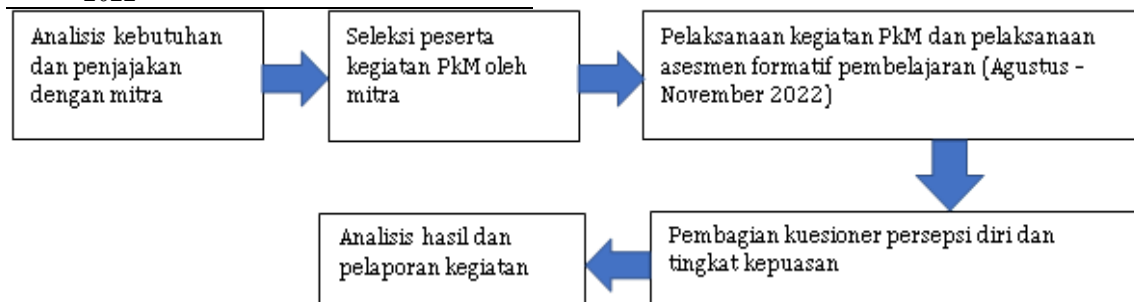 2022
Analisis kebutuhan
dan penjajakan
dengan mitra
Seleksi peserta
kegiatan PkM oleh
mitra
Pelaksanaan kegiatan PkM dan pelaksanaan
asesmen formatif pembelajaran (Agustus –
November 2022)
Pembagian kuesioner persepsi diri dan
tingkat kepuasan
Analisis hasil dan
pelaporan kegiatan